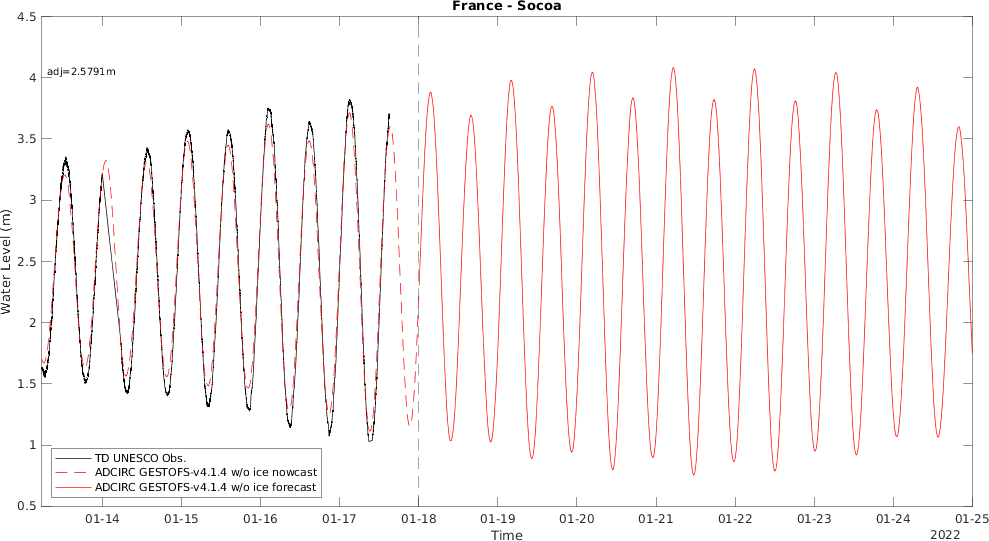 France - Socoa
adj=2.5791m
Water Level (m)
4.5
4
3.5
3
2.5
2
1.5
1
0.5
TD UNESCO Obs.
ADCIRC GESTOFS-v4.1.4 w/o ice nowcast
ADCIRC GESTOFS-v4.1.4 w/o ice forecast
01-14 01-15 01-16 01-17 01-18 01-19 01-20 01-21 01-22 01-23 01-24 01-25
Time
2022